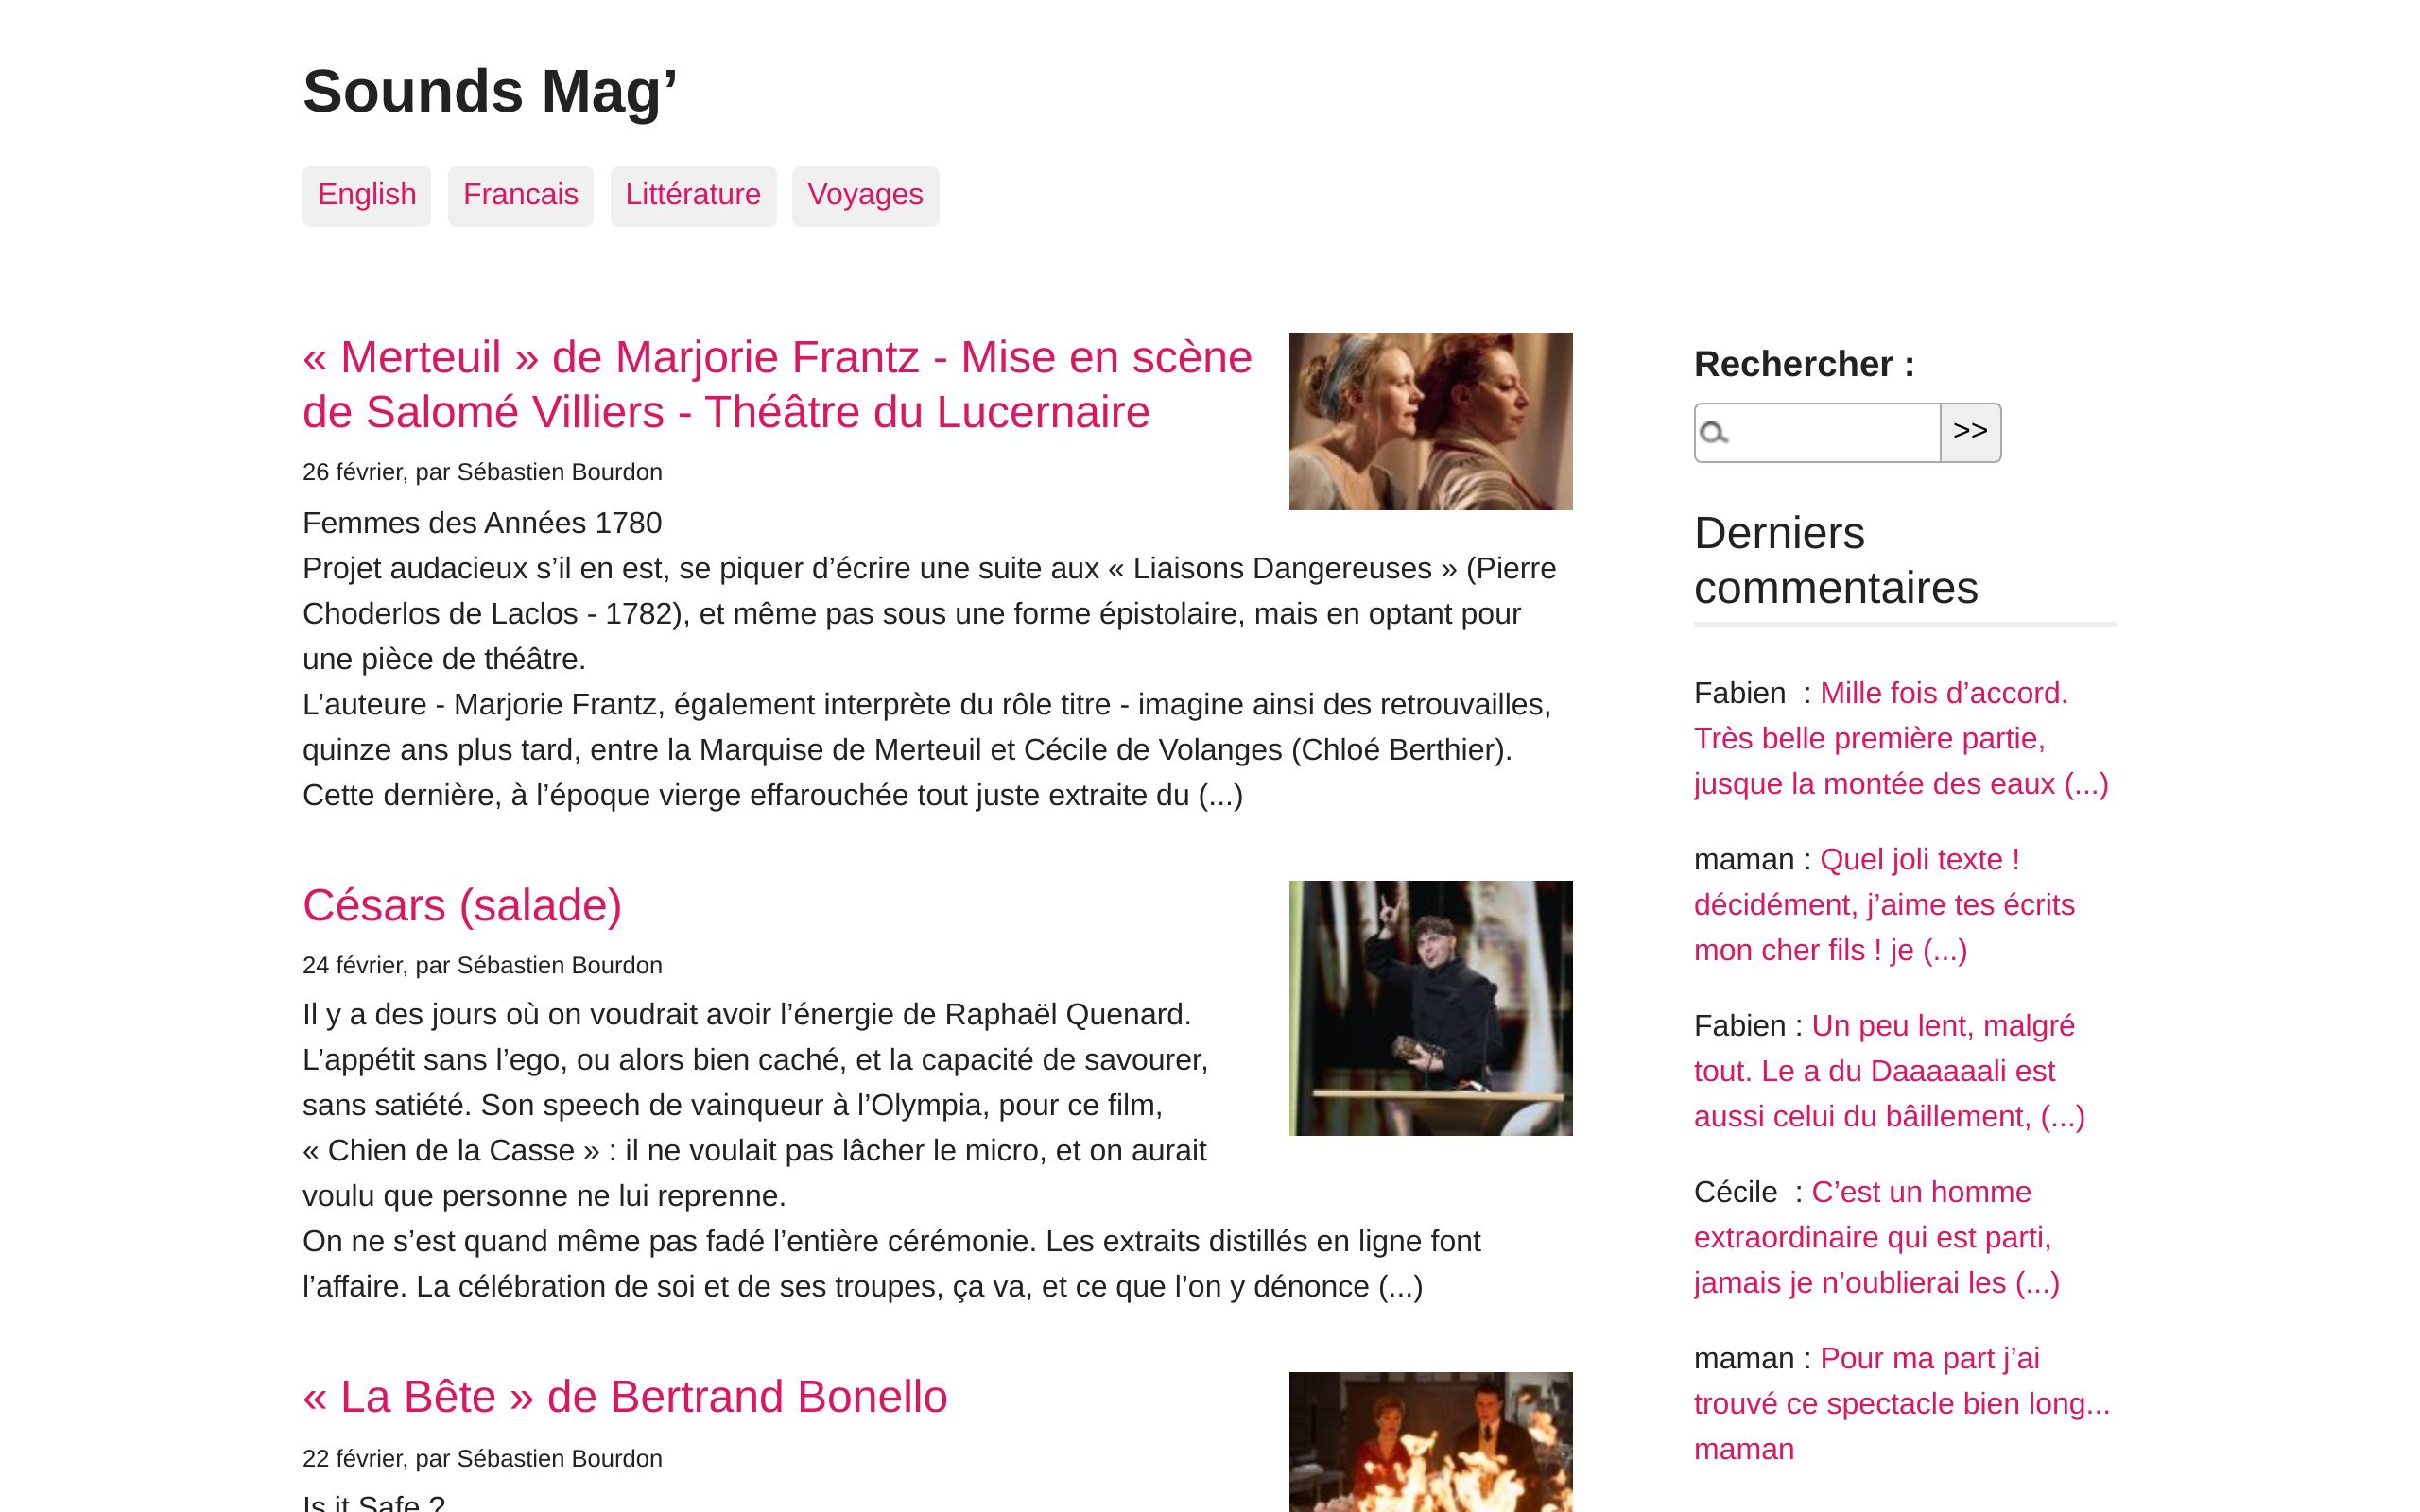 Sounds Mag’
English Francais Littérature Voyages
« Merteuil » de Marjorie Frantz - Mise en scène
de Salomé Villiers - Théâtre du Lucernaire
26 février, par Sébastien Bourdon
Femmes des Années 1780
Projet audacieux s’il en est, se piquer d’écrire une suite aux « Liaisons Dangereuses » (Pierre
Choderlos de Laclos - 1782), et même pas sous une forme épistolaire, mais en optant pour
une pièce de théâtre.
L’auteure - Marjorie Frantz, également interprète du rôle titre - imagine ainsi des retrouvailles,
quinze ans plus tard, entre la Marquise de Merteuil et Cécile de Volanges (Chloé Berthier).
Cette dernière, à l’époque vierge effarouchée tout juste extraite du (...)
Césars (salade)
24 février, par Sébastien Bourdon
Il y a des jours où on voudrait avoir l’énergie de Raphaël Quenard.
L’appétit sans l’ego, ou alors bien caché, et la capacité de savourer,
sans satiété. Son speech de vainqueur à l’Olympia, pour ce film,
« Chien de la Casse » : il ne voulait pas lâcher le micro, et on aurait
voulu que personne ne lui reprenne.
On ne s’est quand même pas fadé l’entière cérémonie. Les extraits distillés en ligne font
l’affaire. La célébration de soi et de ses troupes, ça va, et ce que l’on y dénonce (...)
« La Bête » de Bertrand Bonello
22 février, par Sébastien Bourdon
Is it Safe ?
Rechercher :
>>
Derniers
commentaires
Fabien  : Mille fois d’accord.
Très belle première partie,
jusque la montée des eaux (...)
maman : Quel joli texte !
décidément, j’aime tes écrits
mon cher fils ! je (...)
Fabien : Un peu lent, malgré
tout. Le a du Daaaaaali est
aussi celui du bâillement, (...)
Cécile  : C’est un homme
extraordinaire qui est parti,
jamais je n’oublierai les (...)
maman : Pour ma part j’ai
trouvé ce spectacle bien long...
maman